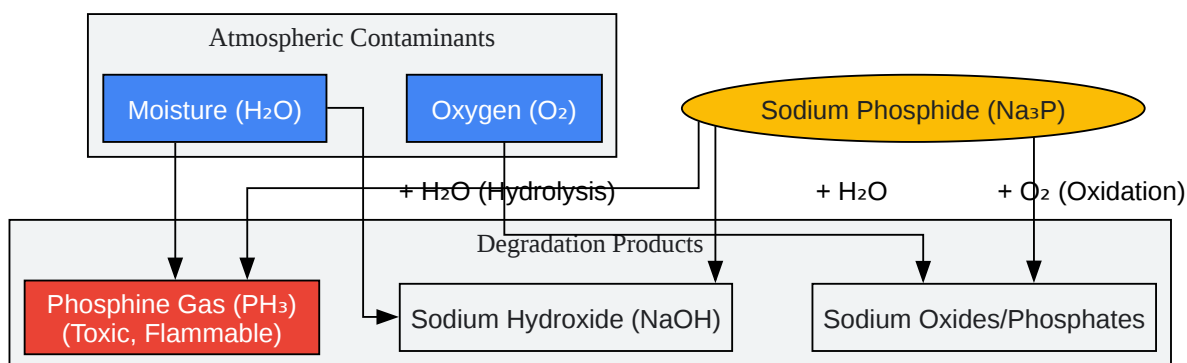 Atmospheric Contaminants
Moisture (H₂O)
Oxygen (O₂)
Sodium Phosphide (Na₃P)
+ H₂O (Hydrolysis)
+ H₂O
+ O₂ (Oxidation)
Degradation Products
Phosphine Gas (PH₃)
(Toxic, Flammable)
Sodium Hydroxide (NaOH)
Sodium Oxides/Phosphates